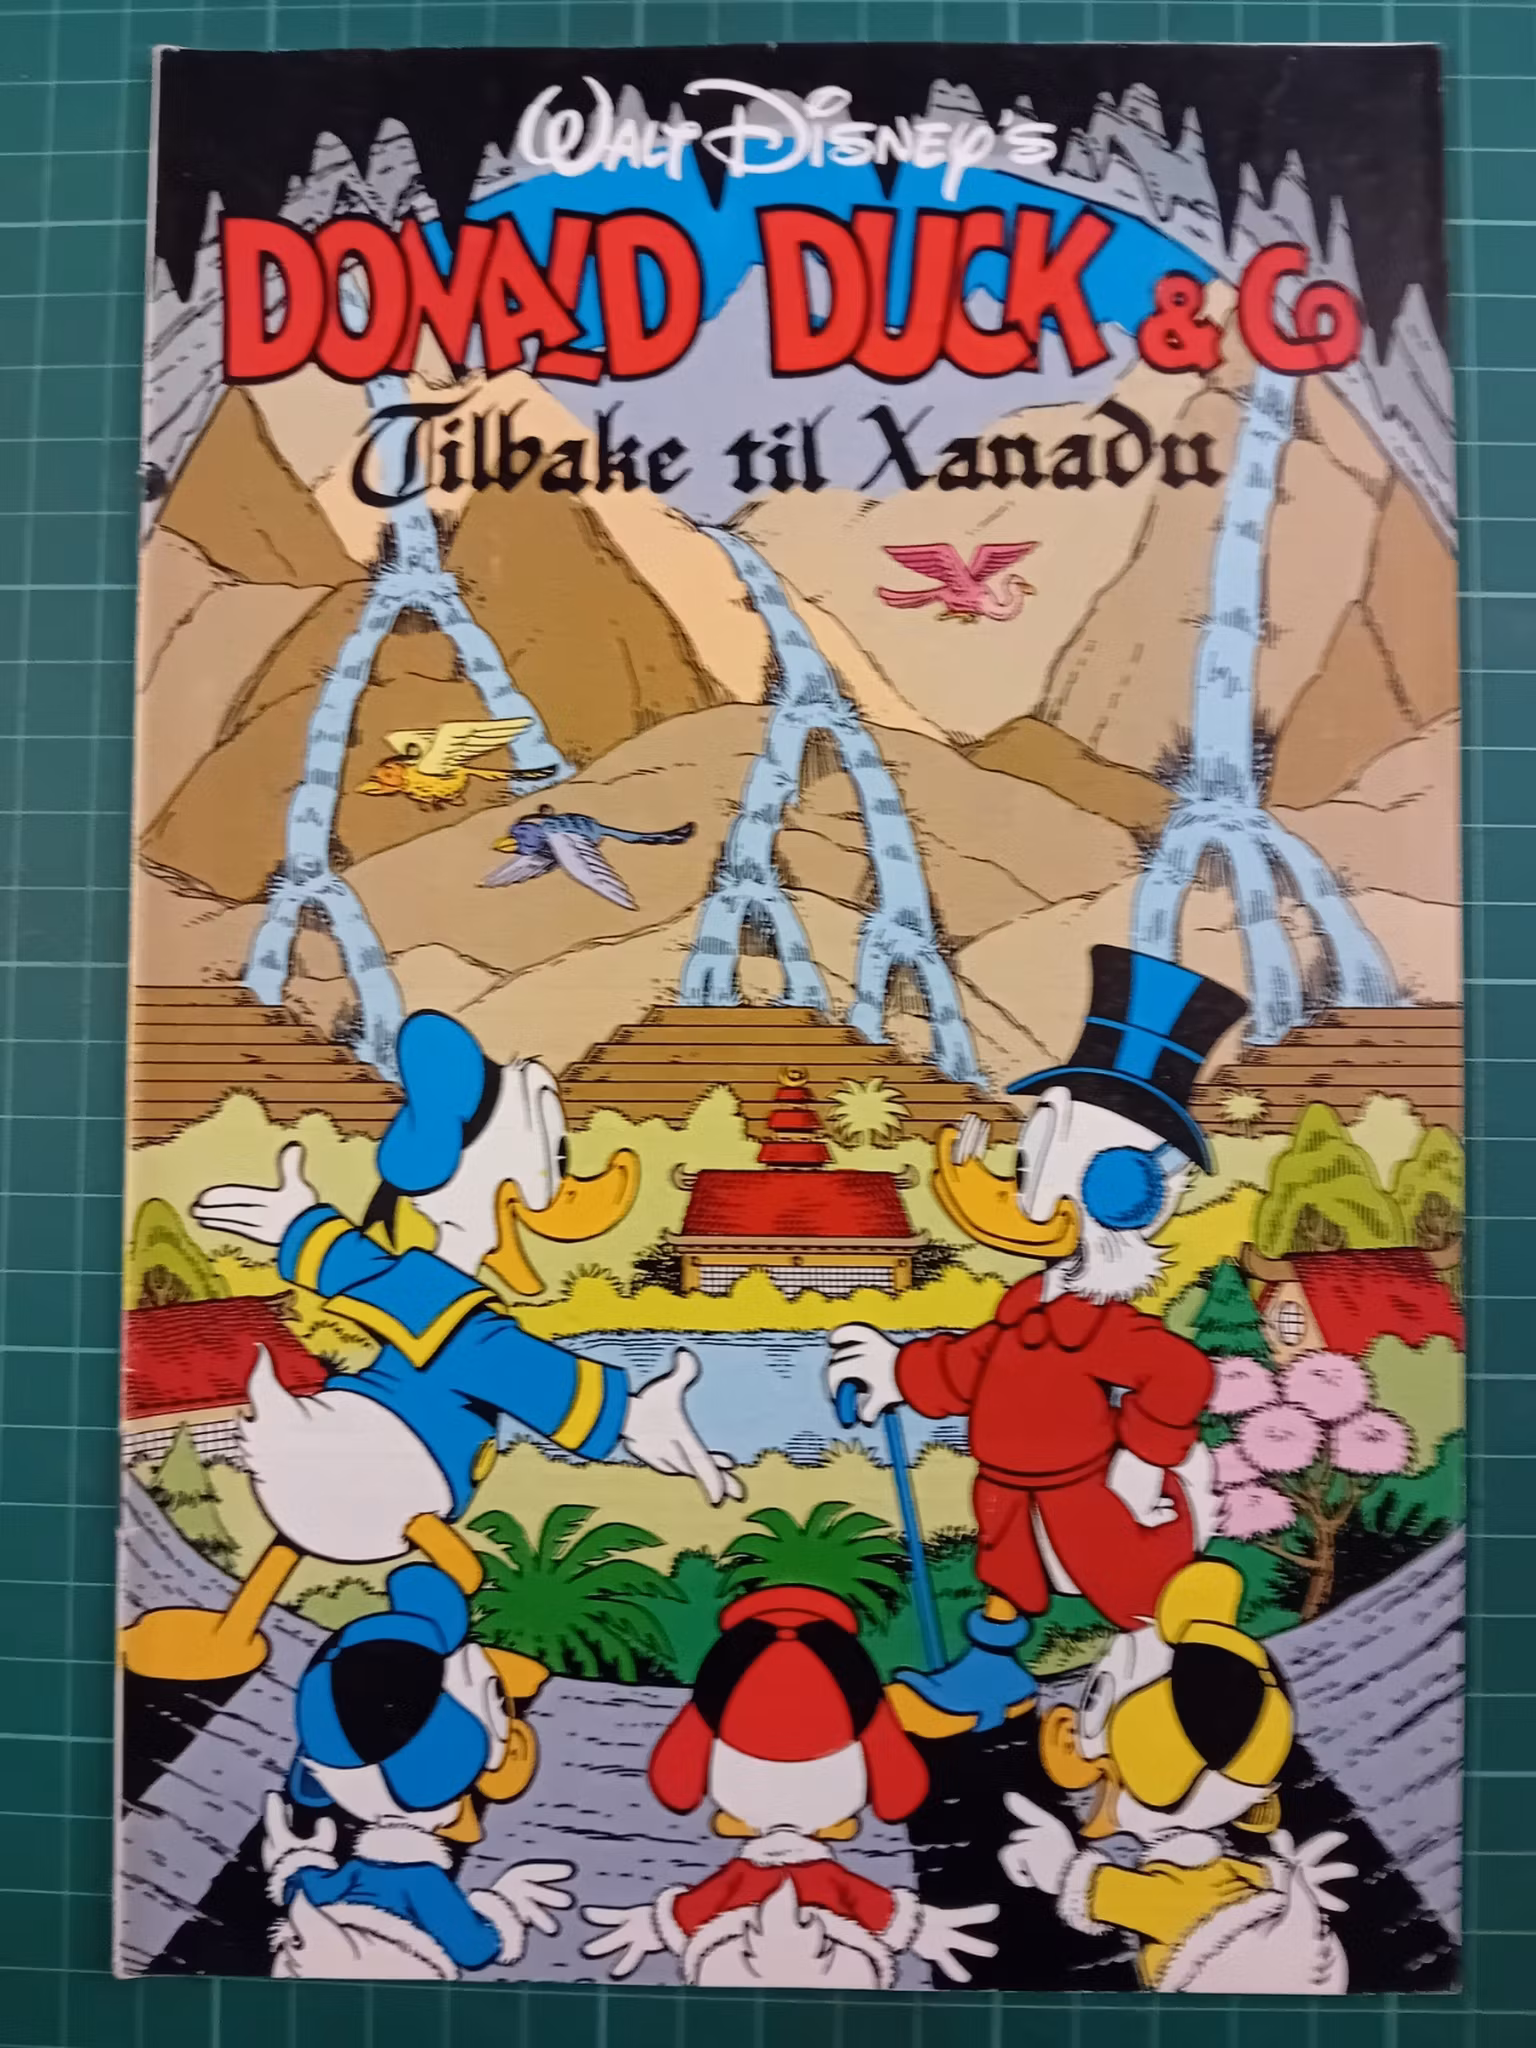 WALT DISNEY'S
DONALD DUCK & Co
Tilbake til Xanadu